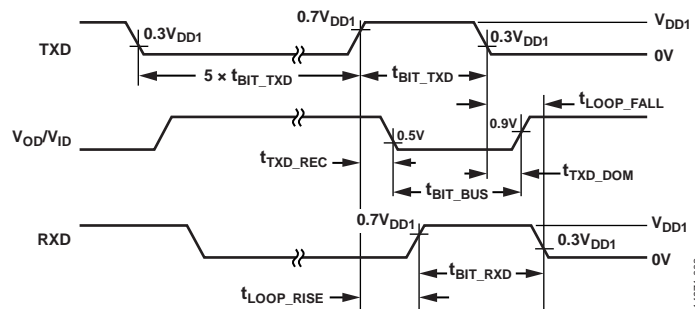 0.7VDD1
VDD1
TXD
0.3VDD1
0.3VDD1
0V
5 × tBIT_TXD
tBIT_TXD
tLOOP_FALL
VOD/VID
0.5V
0.9V
tTXD_REC
tTXD_DOM
tBIT_BUS
RXD
0.7VDD1
VDD1
0.3VDD1
0V
tBIT_RXD
tLOOP_RISE